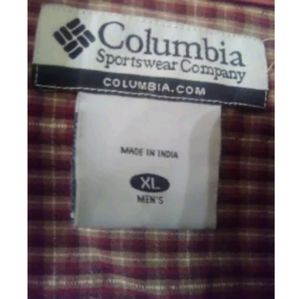 Columbia
Sportswear Company
COLUMBIA.COM
MADE IN INDIA
XL
MEN'S